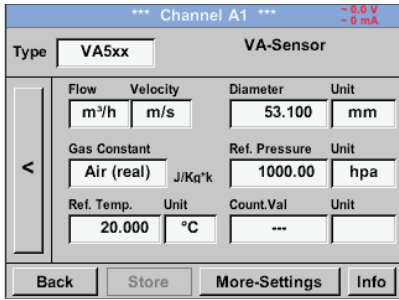 *** Channel A1 ***
~ 0.0 V
~ 0 mA
Type VA5xx VA-Sensor
Flow Velocity Diameter Unit
m³/h m/s 53.100 mm
Gas Constant Ref. Pressure Unit
< Air (real) J/Kg*k 1000.00 hpa
Ref. Temp. Unit Count.Val Unit
20.000 °C ---
Back Store More-Settings Info